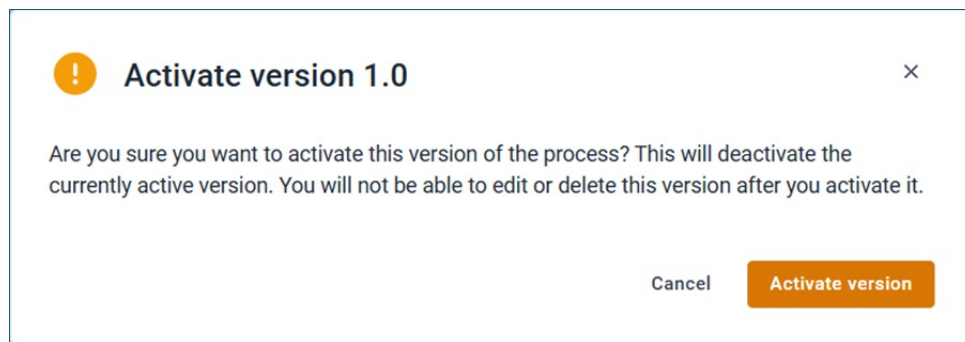 Activate version 1.0
Are you sure you want to activate this version of the process? This will deactivate the
currently active version. You will not be able to edit or delete this version after you activate it.
Cancel
Activate version